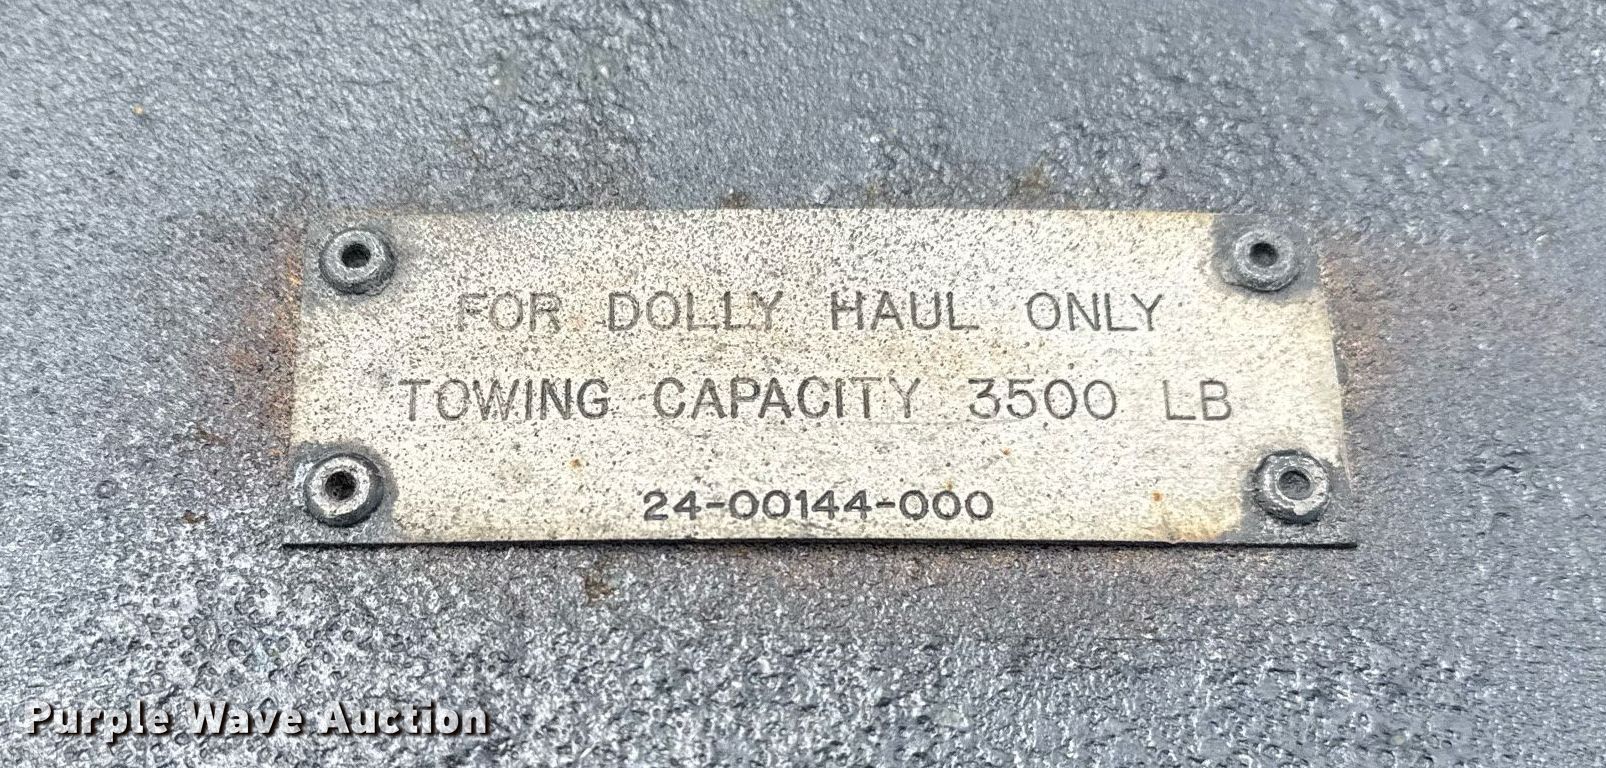 FOR DOLLY HAUL ONLY
TOWING CAPACITY 3500 LB
24-00144-000
Purple Wave Auction